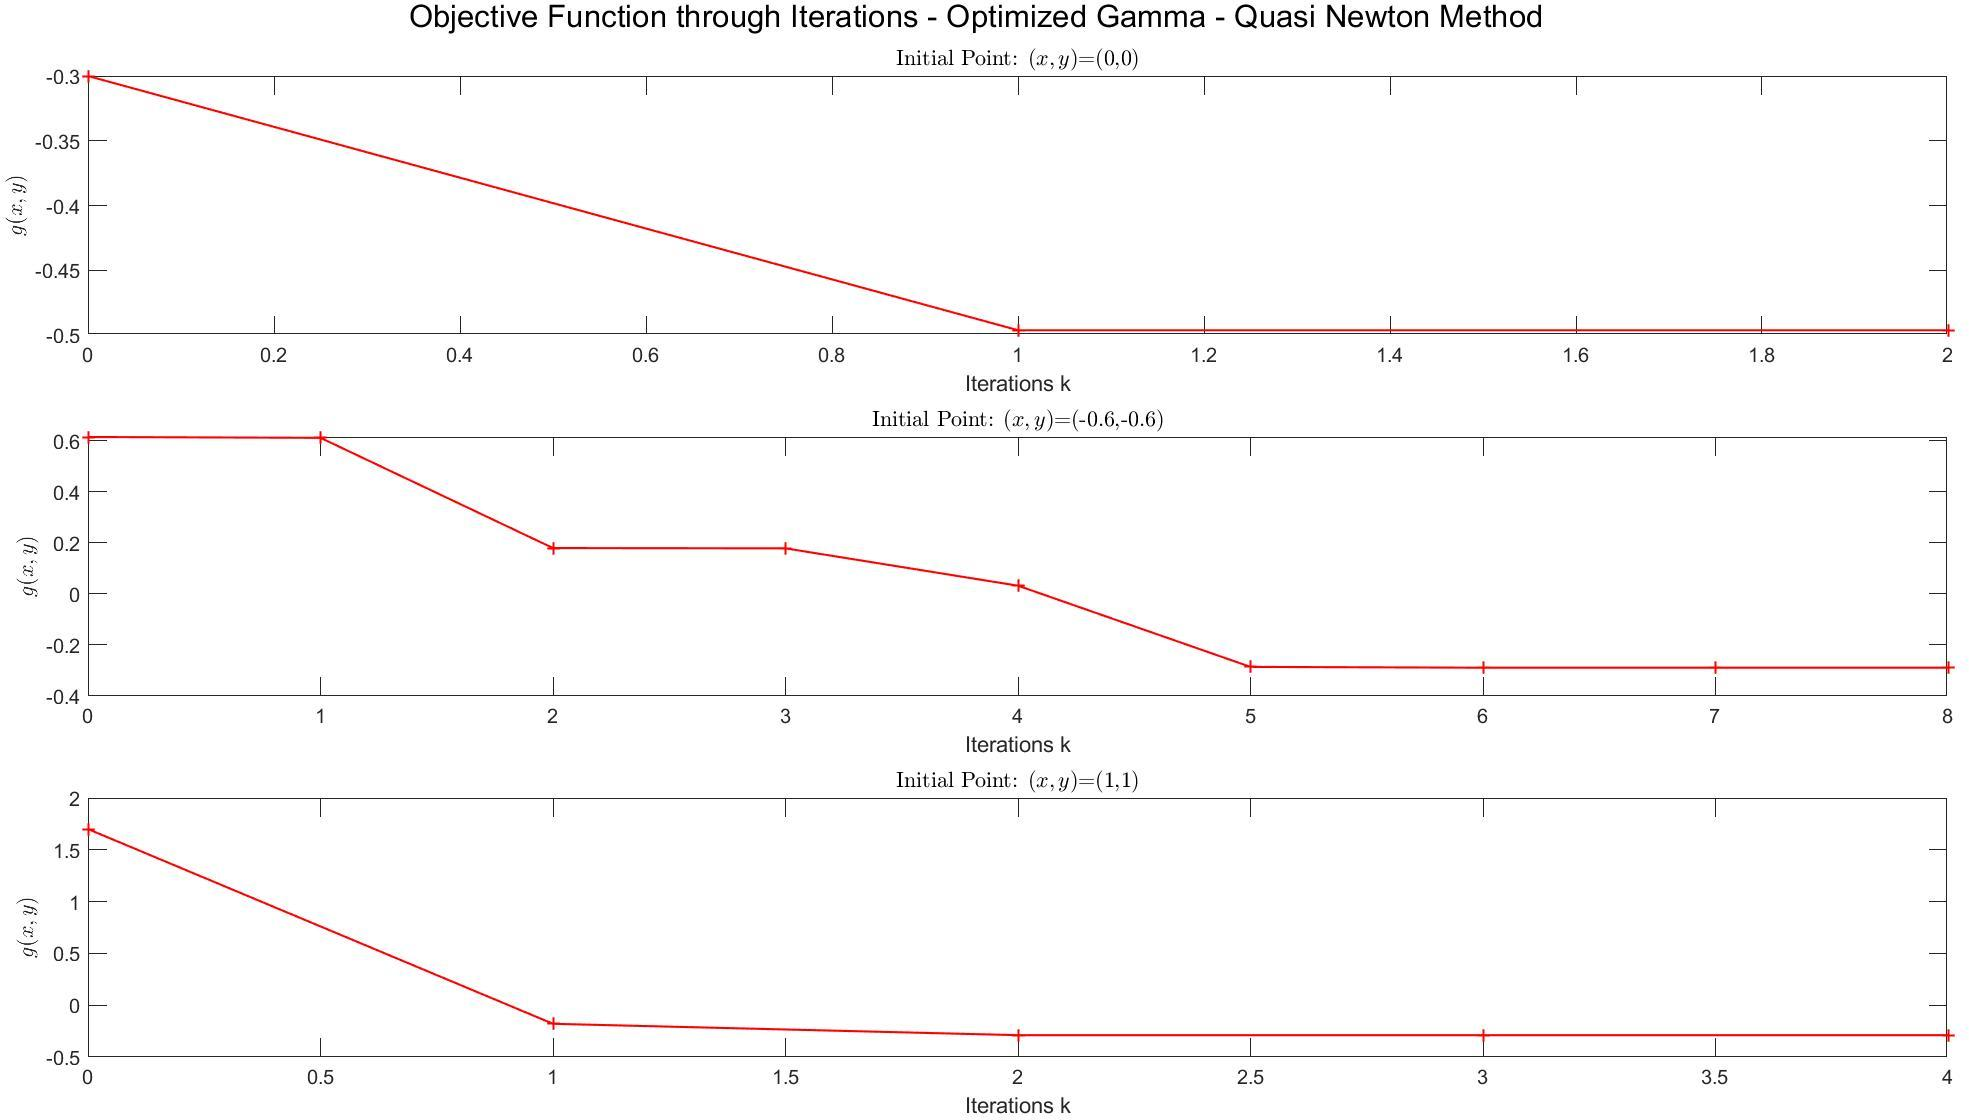 Objective Function through Iterations - Optimized Gamma - Quasi Newton Method
Initial Point: (x, y)=(0,0)
-0.3
-0.35
-0.4
-0.45
-0.5
g(x, y)
0 0.2 0.4 0.6 0.8 1 1.2 1.4 1.6 1.8 2
Iterations k
Initial Point: (x, y)=(-0.6,-0.6)
0.6
0.4
0.2
0
-0.2
-0.4
g(x, y)
0 1 2 3 4 5 6 7 8
Iterations k
Initial Point: (x, y)=(1,1)
2
1.5
1
0.5
0
-0.5
g(x, y)
0 0.5 1 1.5 2 2.5 3 3.5 4
Iterations k